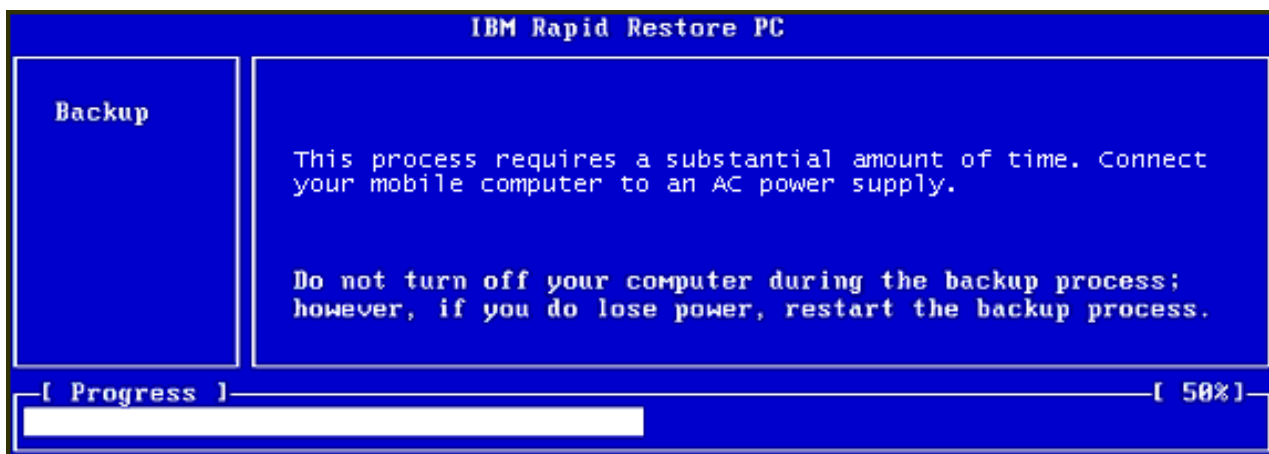 IBM Rapid Restore PC
Backup
This process requires a substantial amount of time. Connect
your mobile computer to an AC power supply.
Do not turn off your computer during the backup process;
however, if you do lose power, restart the backup process.
[ Progress ]
[ 50%]